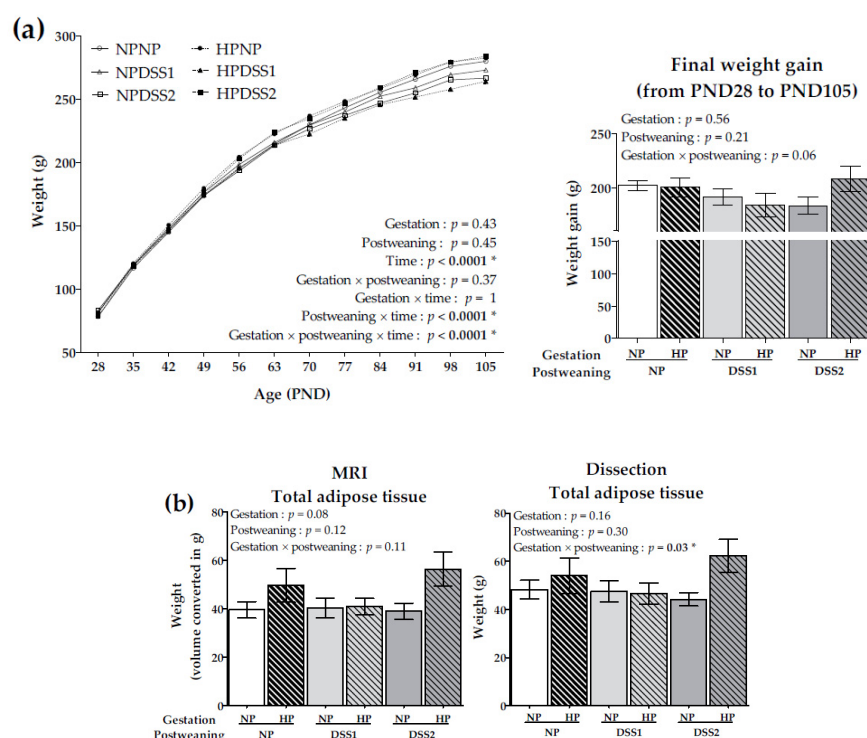 (a)
NPNP
NPDSS1
NPDSS2
HPNP
HPDSS1
HPDSS2
Weight (g)
300
250
200
150
100
50
Gestation : p = 0.43
Postweaning : p = 0.45
Time : p < 0.0001 *
Gestation × postweaning : p = 0.37
Gestation × time : p = 1
Postweaning × time : p < 0.0001 *
Gestation × postweaning × time : p < 0.0001 *
28 35 42 49 56 63 70 77 84 91 98 105
Age (PND)
Final weight gain
(from PND28 to PND105)
Gestation : p = 0.56
Postweaning : p = 0.21
Gestation × postweaning : p = 0.06
Weight gain (g)
250
200
150
100
50
0
Gestation NP HP NP HP NP HP
Postweaning NP DSS1 DSS2
(b)
MRI
Total adipose tissue
Gestation : p = 0.08
Postweaning : p = 0.12
Gestation × postweaning : p = 0.11
Weight
(volume converted in g)
80
60
40
20
0
Gestation NP HP NP HP NP HP
Postweaning NP DSS1 DSS2
Dissection
Total adipose tissue
Gestation : p = 0.16
Postweaning : p = 0.30
Gestation × postweaning : p = 0.03 *
Weight (g)
80
60
40
20
0
NP HP NP HP NP HP
NP DSS1 DSS2